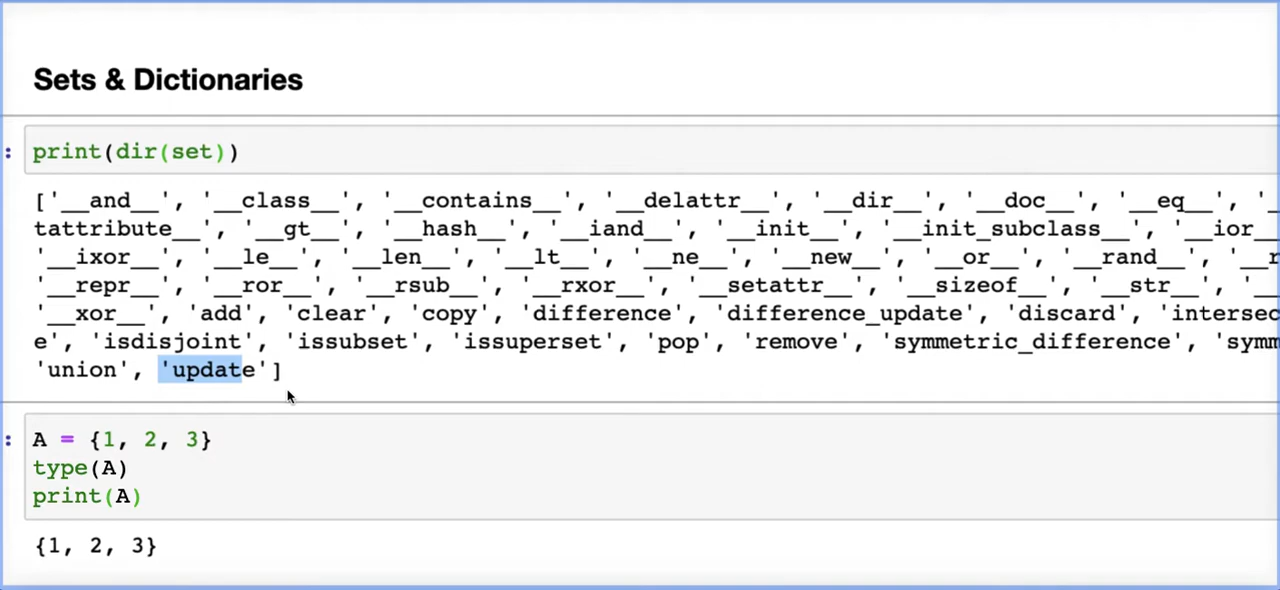 Sets & Dictionaries
: print(dir(set))
['__and__', '__class__', '__contains__', '__delattr__', '__dir__', '__doc__', '__eq__', '_
tattribute__', '__gt__', '__hash__', '__iand__', '__init__', '__init_subclass__', '__ior__
'__ixor__', '__le__', '__len__', '__lt__', '__ne__', '__new__', '__or__', '__rand__', '__r
'__repr__', '__ror__', '__rsub__', '__rxor__', '__setattr__', '__sizeof__', '__str__', '__
'__xor__', 'add', 'clear', 'copy', 'difference', 'difference_update', 'discard', 'intersec
e', 'isdisjoint', 'issubset', 'issuperset', 'pop', 'remove', 'symmetric_difference', 'symm
'union', 'update']
: A = {1, 2, 3}
type(A)
print(A)
{1, 2, 3}